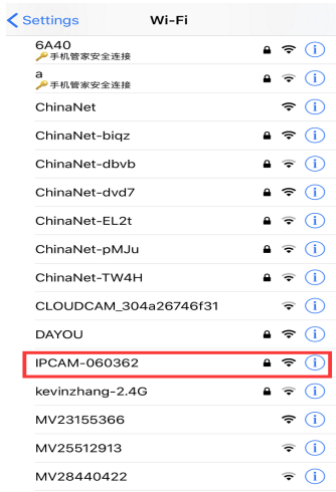 Settings
Wi-Fi
6A40
手机管家安全连接
a
手机管家安全连接
ChinaNet
ChinaNet-biqz
ChinaNet-dbvb
ChinaNet-dvd7
ChinaNet-EL2t
ChinaNet-pMJu
ChinaNet-TW4H
CLOUDCAM_304a26746f31
DAYOU
IPCAM-060362
kevinzhang-2.4G
MV23155366
MV25512913
MV28440422